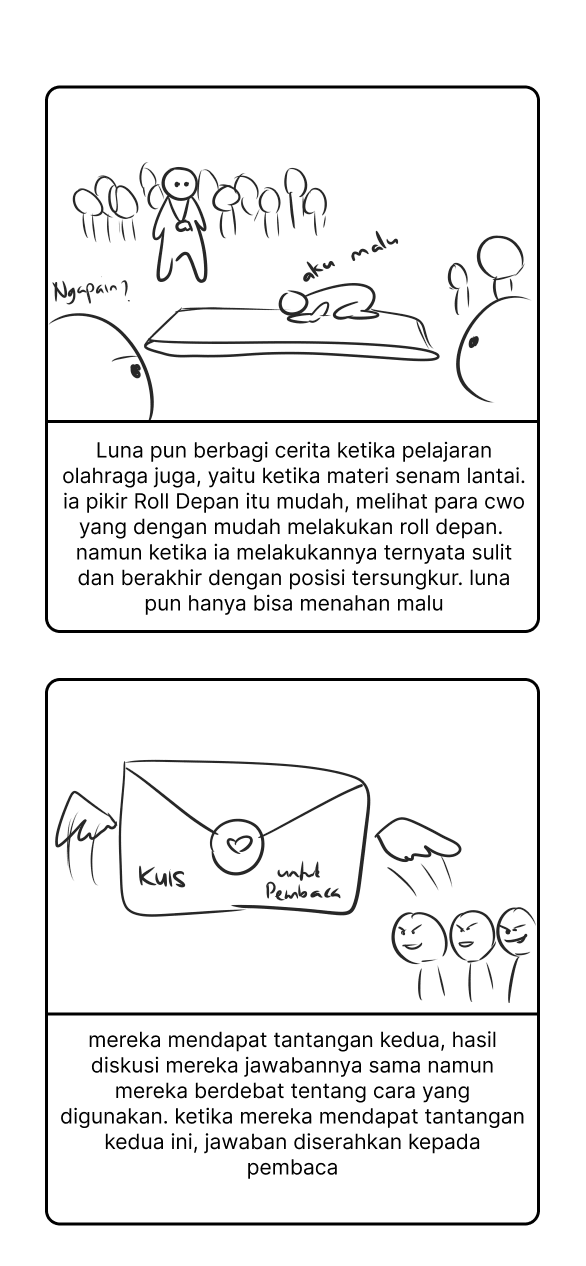 aku malu
Ngapain?
Luna pun berbagi cerita ketika pelajaran
olahraga juga, yaitu ketika materi senam lantai.
ia pikir Roll Depan itu mudah, melihat para cwo
yang dengan mudah melakukan roll depan.
namun ketika ia melakukannya ternyata sulit
dan berakhir dengan posisi tersungkur. luna
pun hanya bisa menahan malu
Kuis
untuk
Pembaca
mereka mendapat tantangan kedua, hasil
diskusi mereka jawabannya sama namun
mereka berdebat tentang cara yang
digunakan. ketika mereka mendapat tantangan
kedua ini, jawaban diserahkan kepada
pembaca